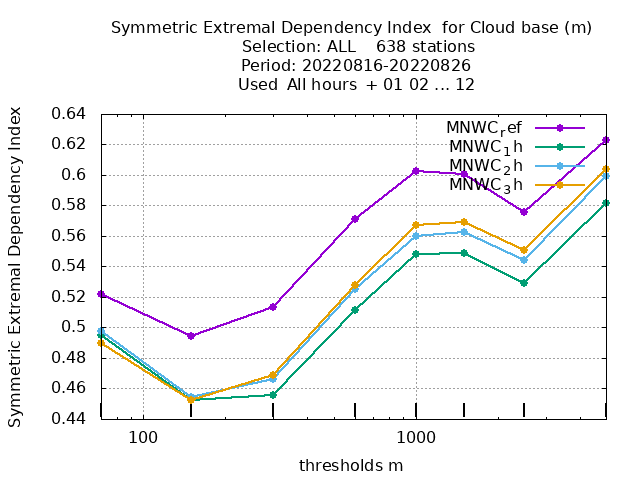 Symmetric Extremal Dependency Index  for Cloud base (m)
Selection: ALL    638 stations
Period: 20220816-20220826
Used  All hours  + 01 02 ... 12
Symmetric Extremal Dependency Index
0.64
0.62
0.6
0.58
0.56
0.54
0.52
0.5
0.48
0.46
0.44
MNWC_ref
MNWC_1h
MNWC_2h
MNWC_3h
100
1000
thresholds m